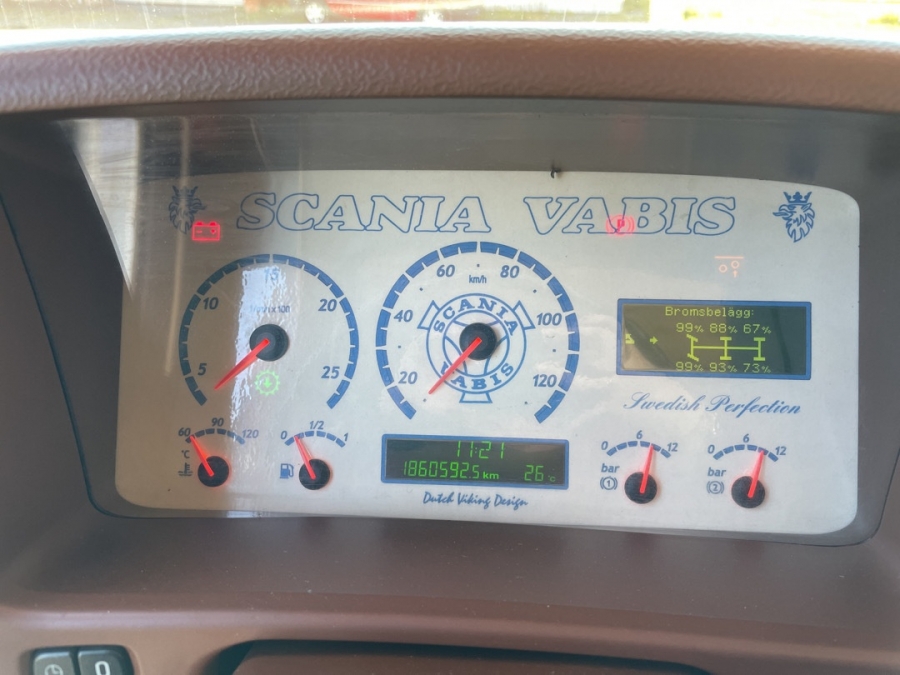 SCANIA VABIS
5
10
15
20
25
20
40
60
80
100
120
km/h
SCANIA
VABIS
Bromsbelägg:
99% 88% 67%
99% 93% 73%
Swedish Perfection
60
90
120
°C
0
1/2
1
11:21
1860592.5 km 26 °C
Dutch Viking Design
0
6
12
bar
1
0
6
12
bar
2
P